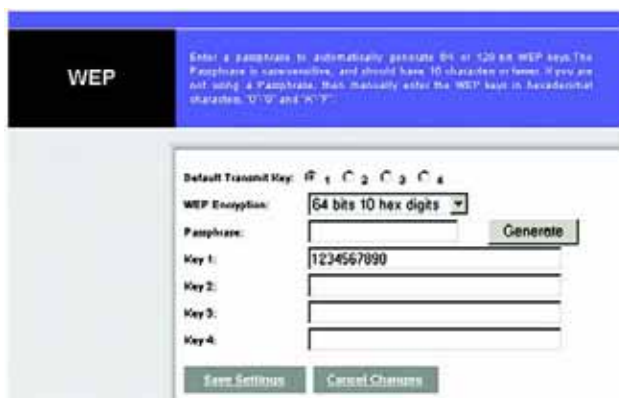 WEP
Enter a passphrase to automatically generate 64 or 128 bit WEP keys.The
Passphrase is case-sensitive, and should have 16 characters or fewer. If you are
not using a Passphrase, then manually enter the WEP keys in hexadecimal
characters, "0"-"9" and "A"-"F".
Default Transmit Key: 1 2 3 4
WEP Encryption: 64 bits 10 hex digits
Passphrase: Generate
Key 1: 1234567890
Key 2:
Key 3:
Key 4:
Save Settings Cancel Changes